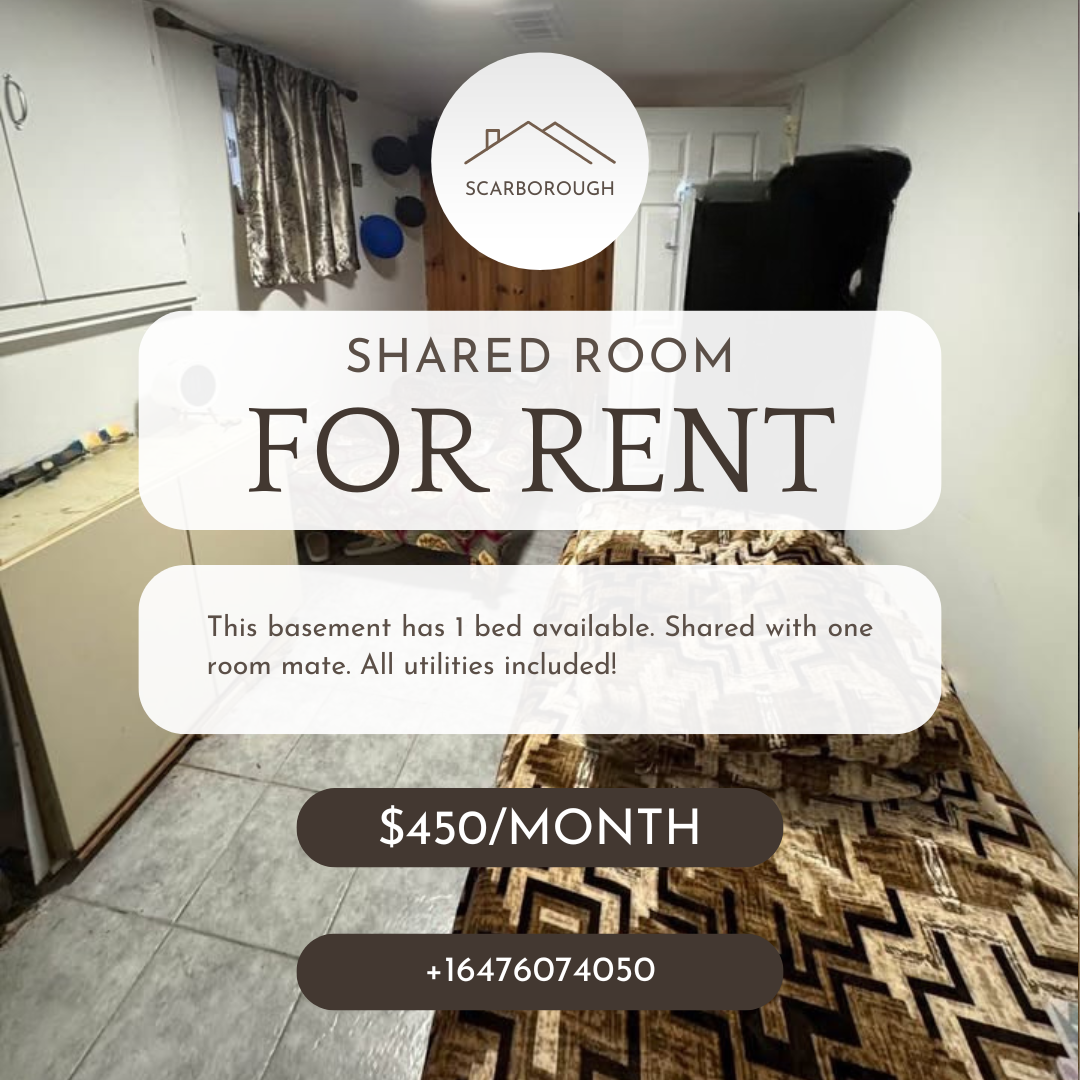 SCARBOROUGH
SHARED ROOM
FOR RENT
This basement has 1 bed available. Shared with one
room mate. All utilities included!
$450/MONTH
+16476074050